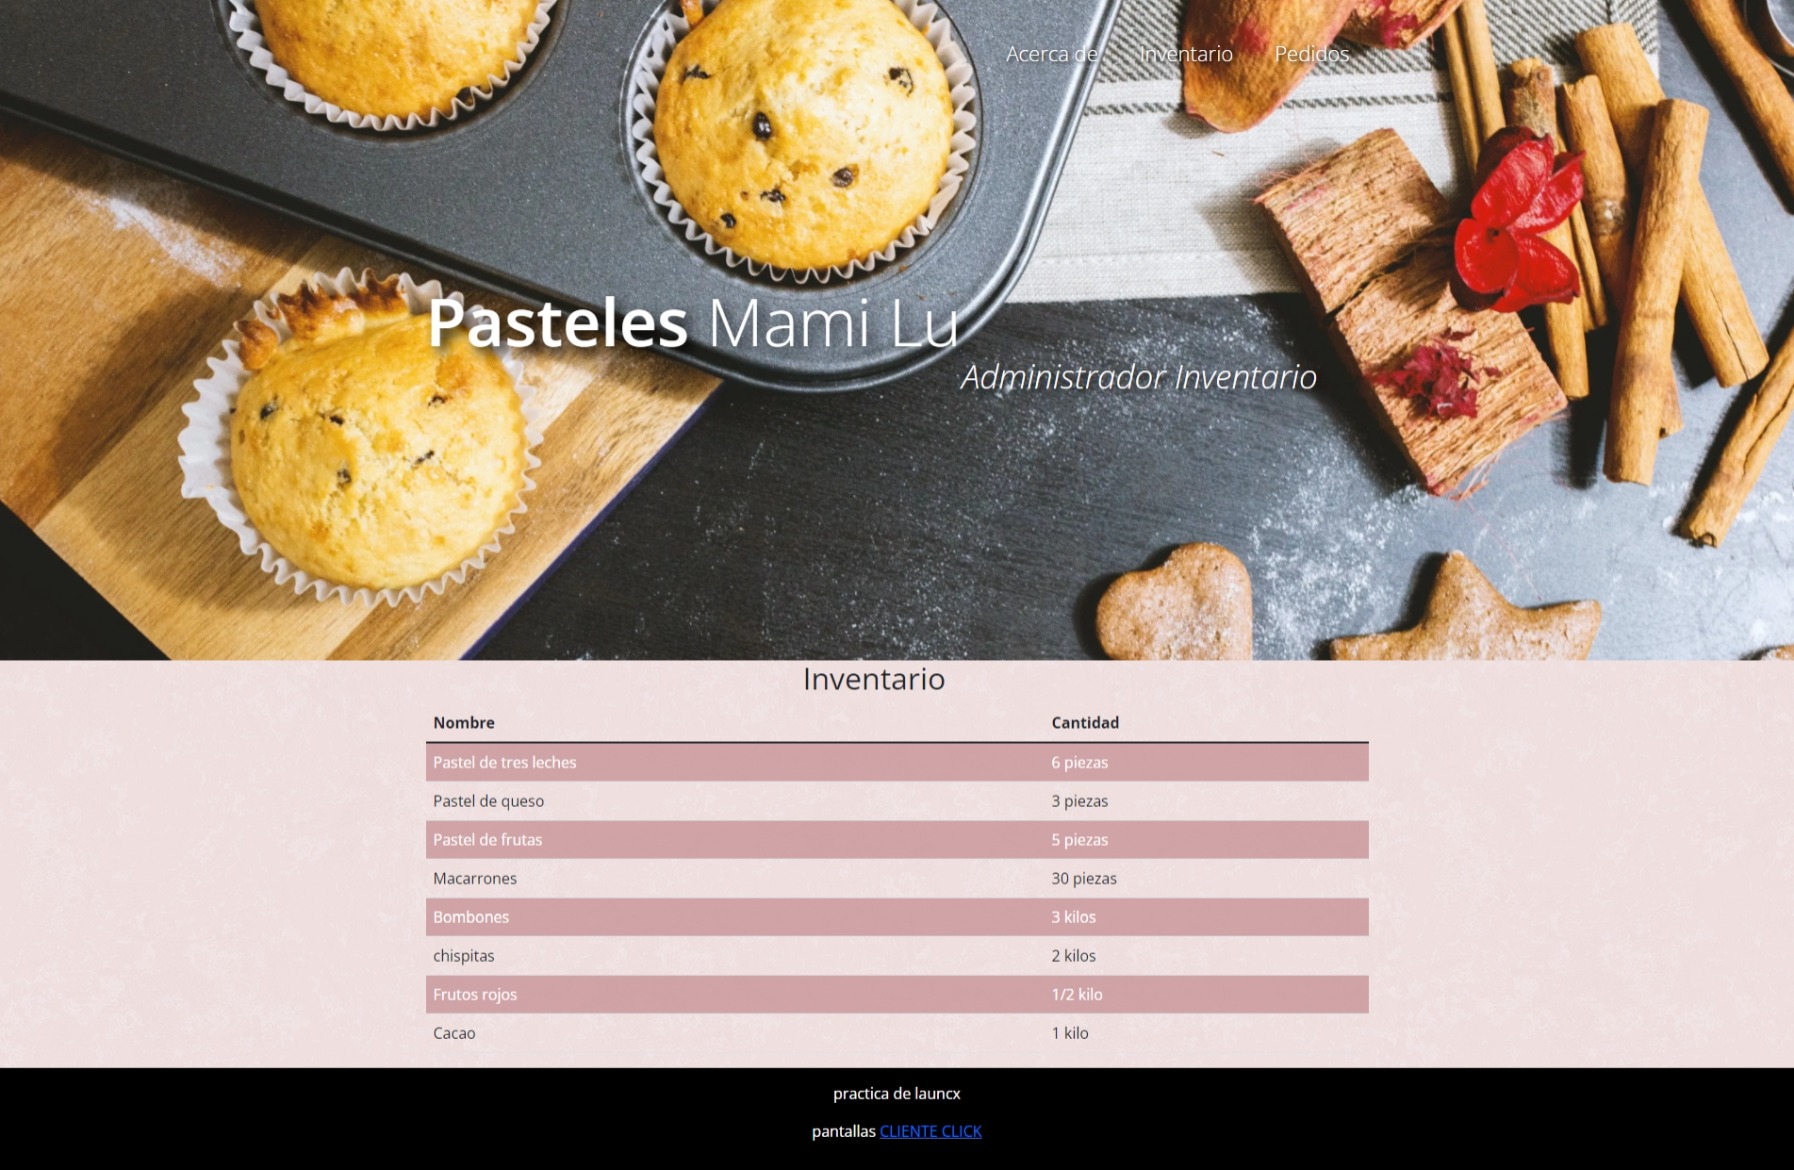 Acerca de Inventario Pedidos
Pasteles Mami Lu
Administrador Inventario
Inventario
Nombre Cantidad
Pastel de tres leches 6 piezas
Pastel de queso 3 piezas
Pastel de frutas 5 piezas
Macarrones 30 piezas
Bombones 3 kilos
chispitas 2 kilos
Frutos rojos 1/2 kilo
Cacao 1 kilo
practica de launcx
pantallas CLIENTE CLICK